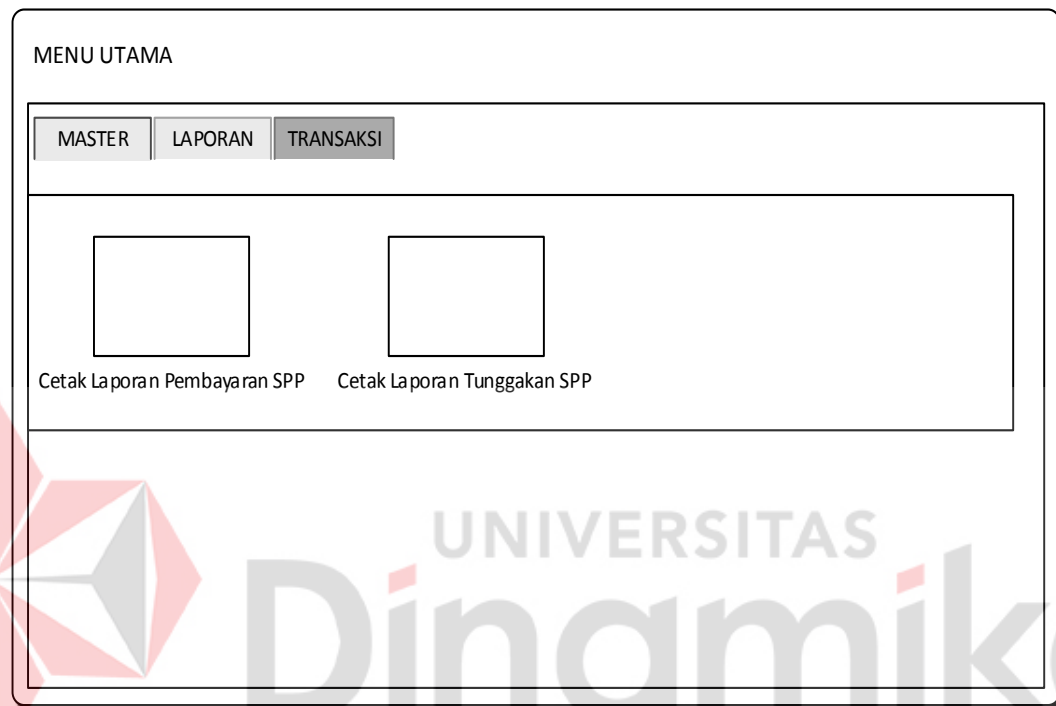 MENU UTAMA
MASTER LAPORAN TRANSAKSI
Cetak Laporan Pembayaran SPP Cetak Laporan Tunggakan SPP
UNIVERSITAS
Dinamika